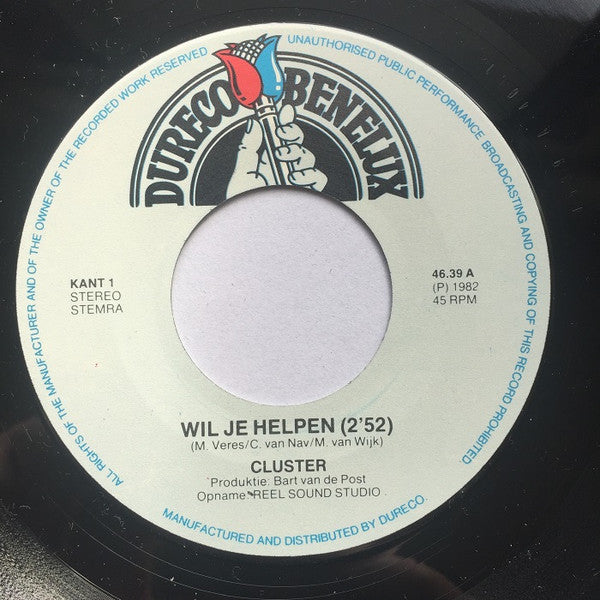 ALL RIGHTS OF THE MANUFACTURER AND OF THE OWNER OF THE RECORDED WORK RESERVED
UNAUTHORISED PUBLIC PERFORMANCE BROADCASTING AND COPYING OF THIS RECORD PROHIBITED
DURECO BENELUX
KANT 1
STEREO
STEMRA
46.39 A
(P) 1982
45 RPM
WIL JE HELPEN (2'52)
(M. Veres/C. van Nav/M. van Wijk)
CLUSTER
Produktie: Bart van de Post
Opname: REEL SOUND STUDIO
MANUFACTURED AND DISTRIBUTED BY DURECO.